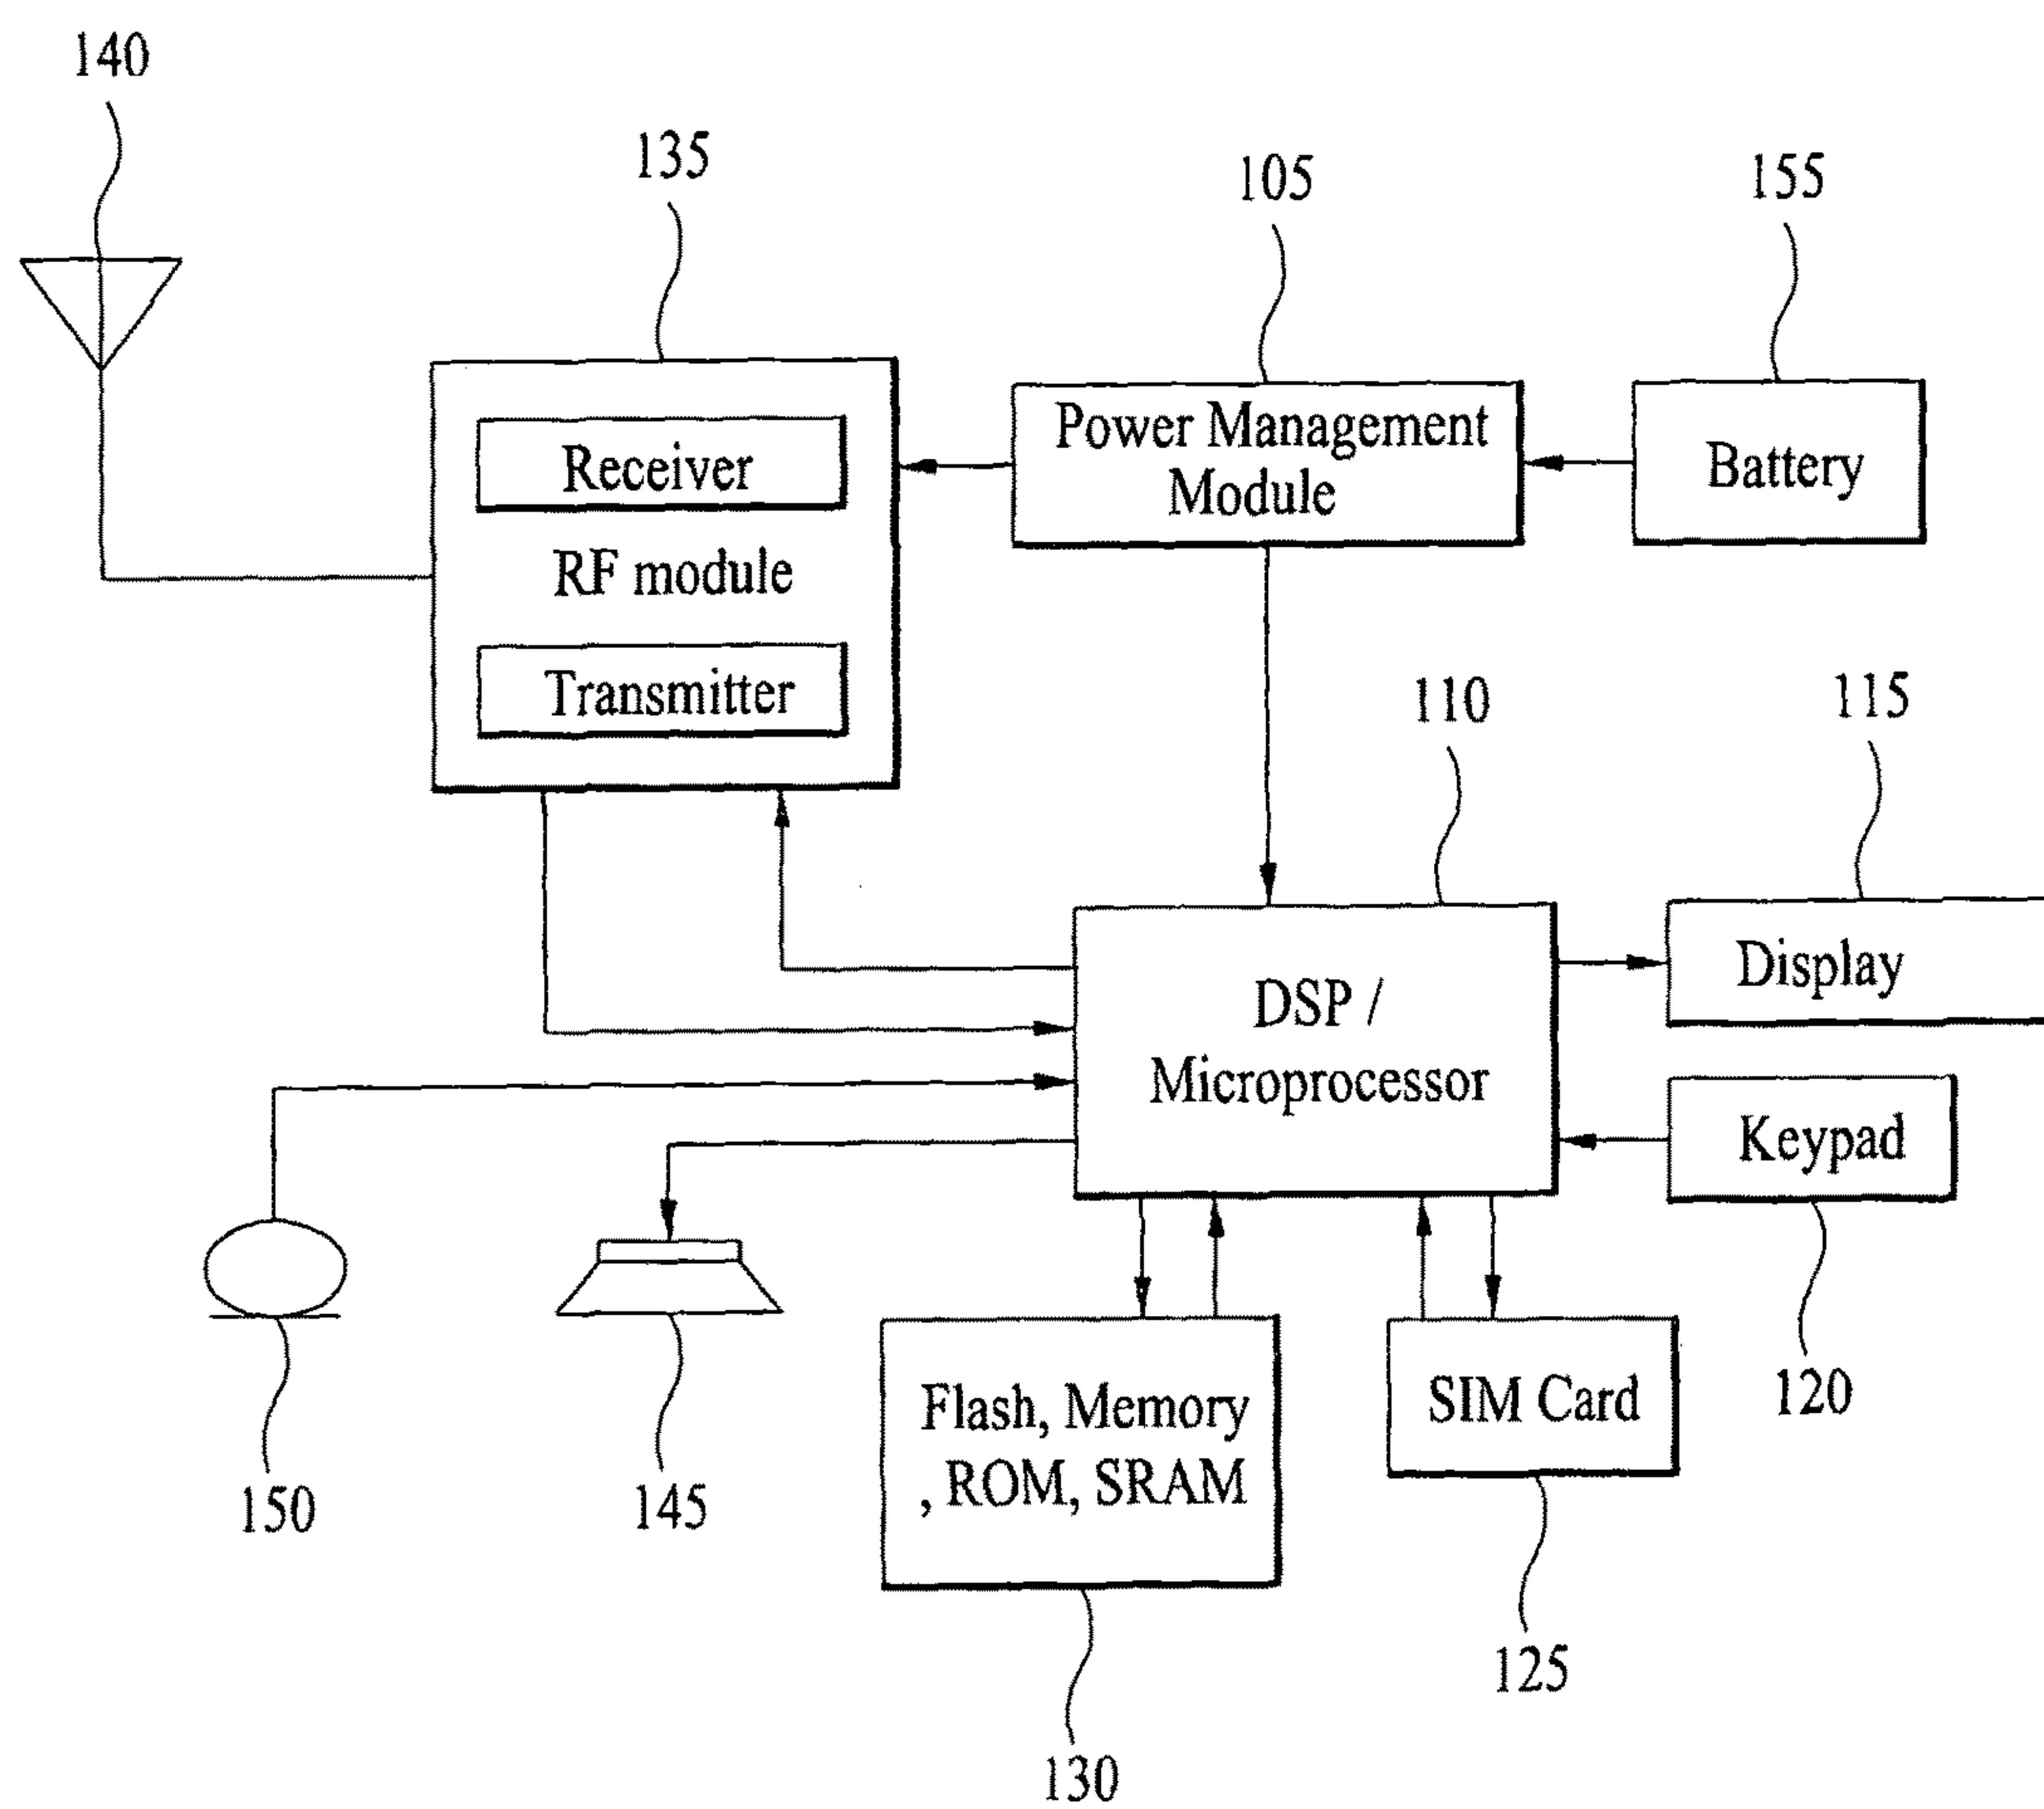 140
135
105
155
Receiver
RF module
Transmitter
Power Management
Module
Battery
110
115
DSP /
Microprocessor
Display
Keypad
120
150
145
Flash, Memory
, ROM, SRAM
130
SIM Card
125